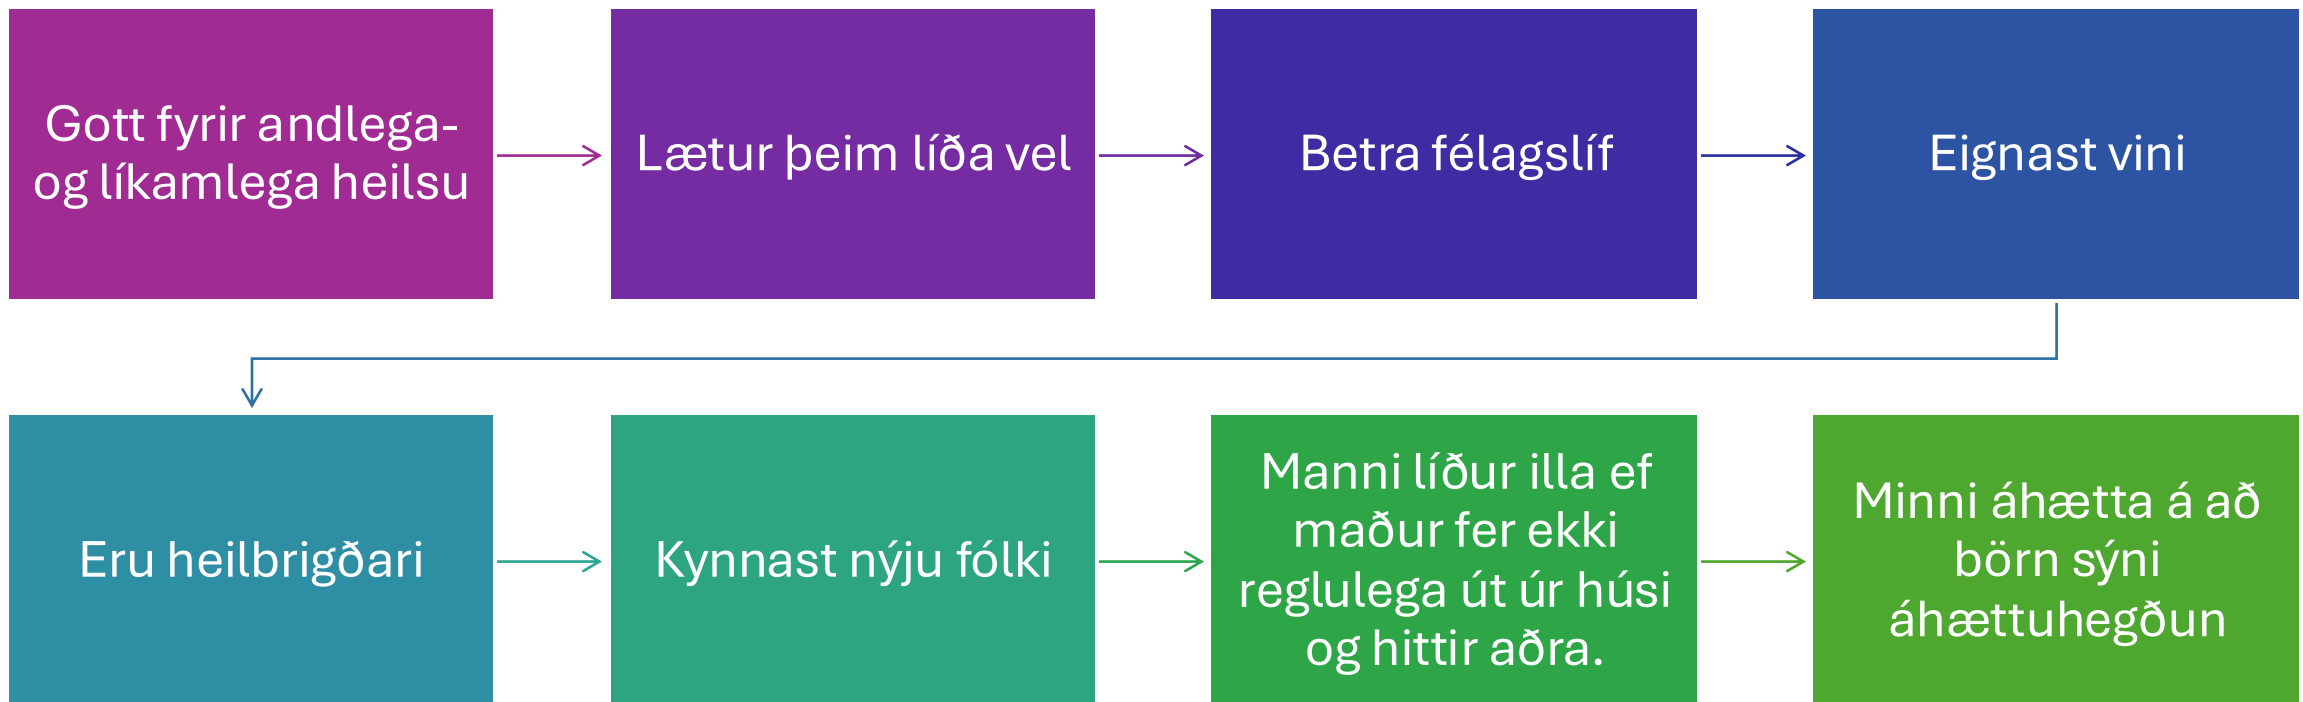 Gott fyrir andlega-
og líkamlega heilsu
Lætur þeim líða vel
Betra félagslíf
Eignast vini
Eru heilbrigðari
Kynnast nýju fólki
Manni líður illa ef
maður fer ekki
reglulega út úr húsi
og hittir aðra.
Minni áhætta á að
börn sýni
áhættuhegðun